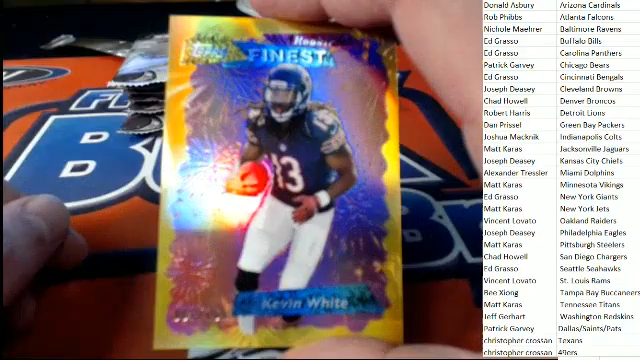 Rookie
FINEST
13
Kevin White
Donald Asbury Arizona Cardinals
Rob Phibbs Atlanta Falcons
Nichole Maehrer Baltimore Ravens
Ed Grasso Buffalo Bills
Ed Grasso Carolina Panthers
Patrick Garvey Chicago Bears
Ed Grasso Cincinnati Bengals
Joseph Deasey Cleveland Browns
Chad Howell Denver Broncos
Robert Harris Detroit Lions
Dan Prissel Green Bay Packers
Joshua Macknik Indianapolis Colts
Matt Karas Jacksonville Jaguars
Joseph Deasey Kansas City Chiefs
Alexander Tressler Miami Dolphins
Matt Karas Minnesota Vikings
Ed Grasso New York Giants
Matt Karas New York Jets
Vincent Lovato Oakland Raiders
Joseph Deasey Philadelphia Eagles
Matt Karas Pittsburgh Steelers
Chad Howell San Diego Chargers
Ed Grasso Seattle Seahawks
Vincent Lovato St. Louis Rams
Bee Xiong Tampa Bay Buccaneers
Matt Karas Tennessee Titans
Jeff Gerhart Washington Redskins
Patrick Garvey Dallas/Saints/Pats
christopher crossan Texans
christopher crossan 49ers